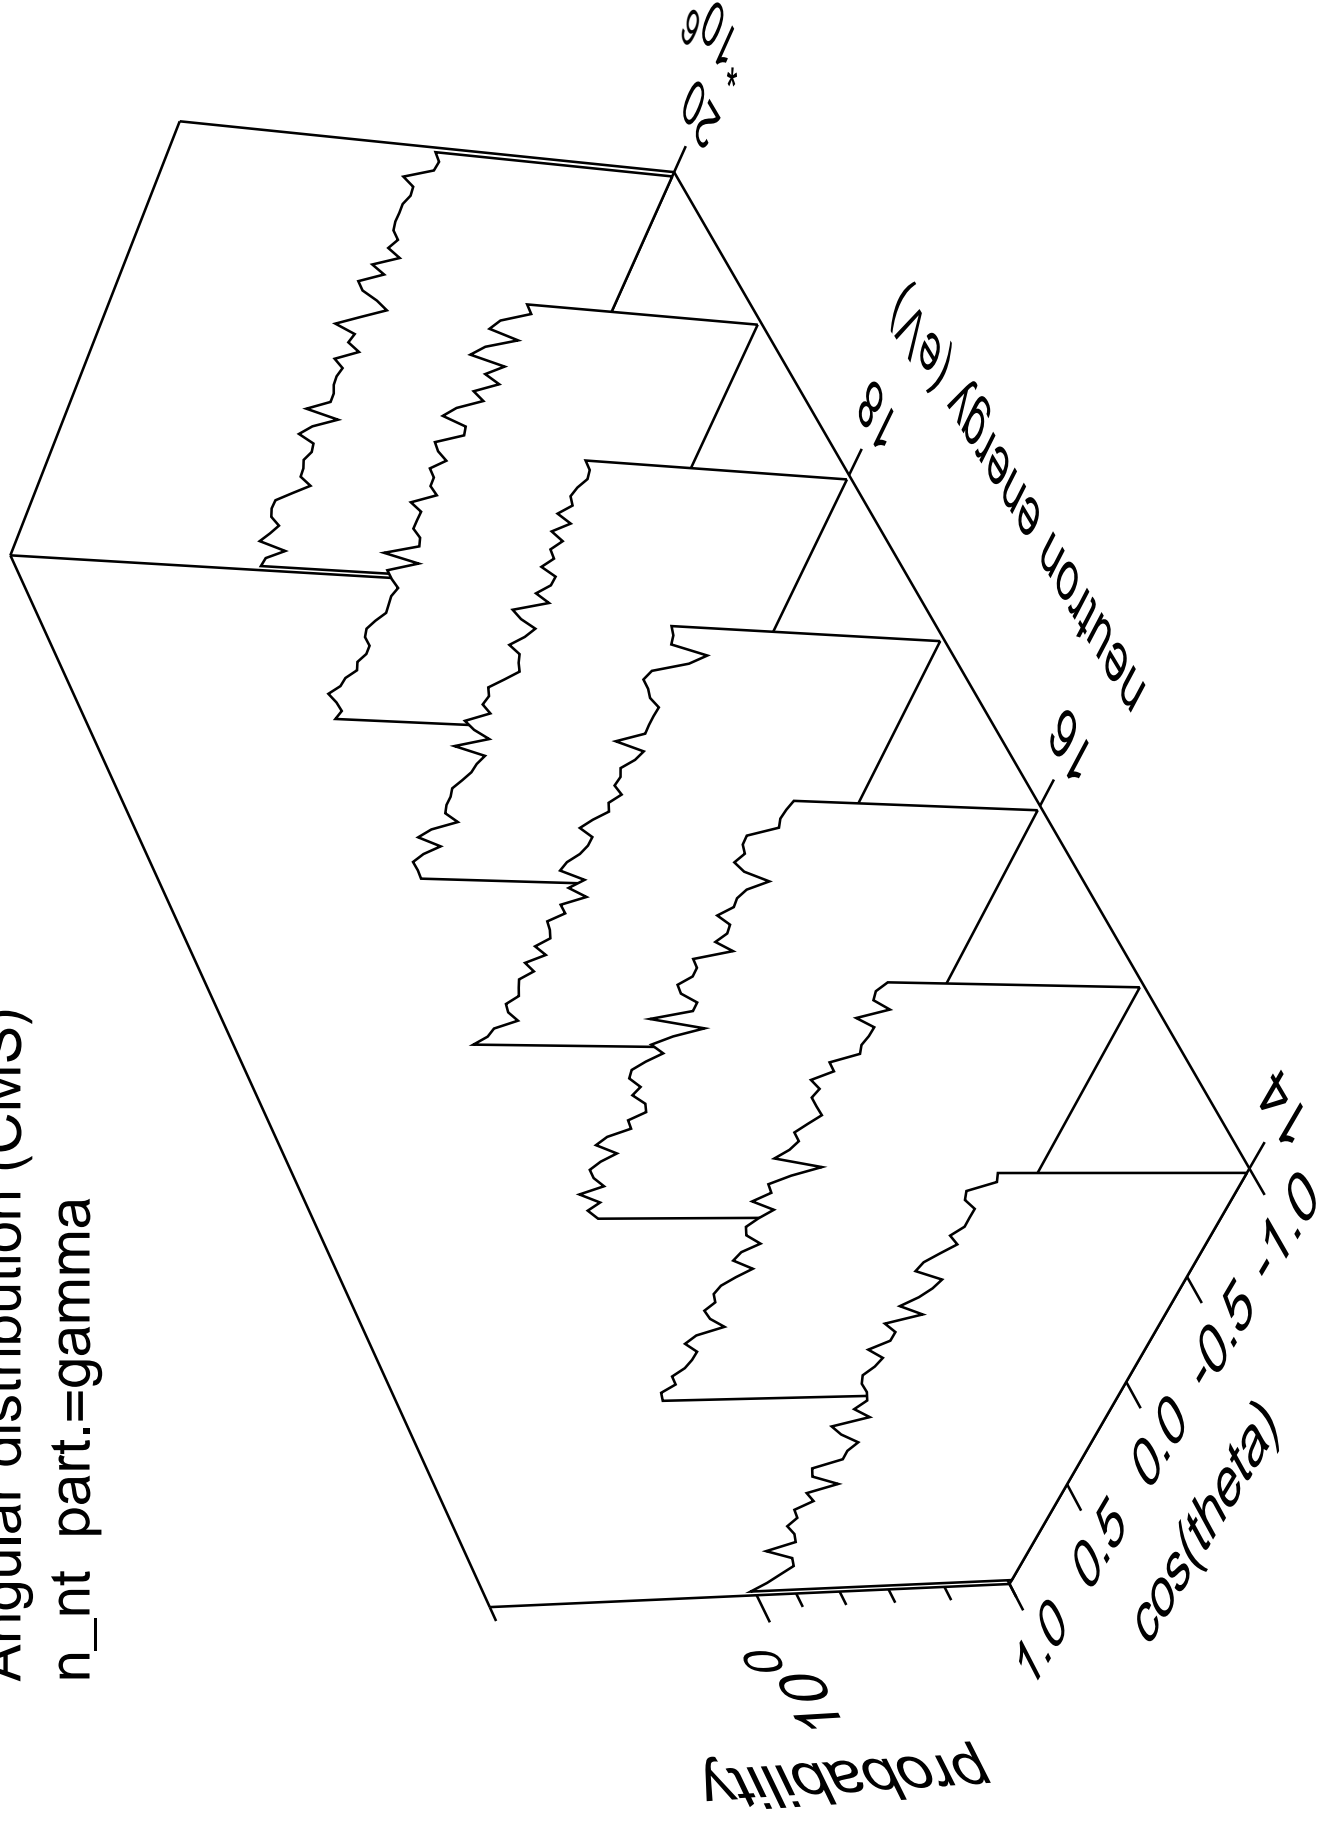 Angular distribution (CMS)
n_nt part.=gamma
probability
10 0
1.0
0.5
0.0
-0.5
-1.0
cos(theta)
14
16
18
20
* 10 6
neutron energy (eV)